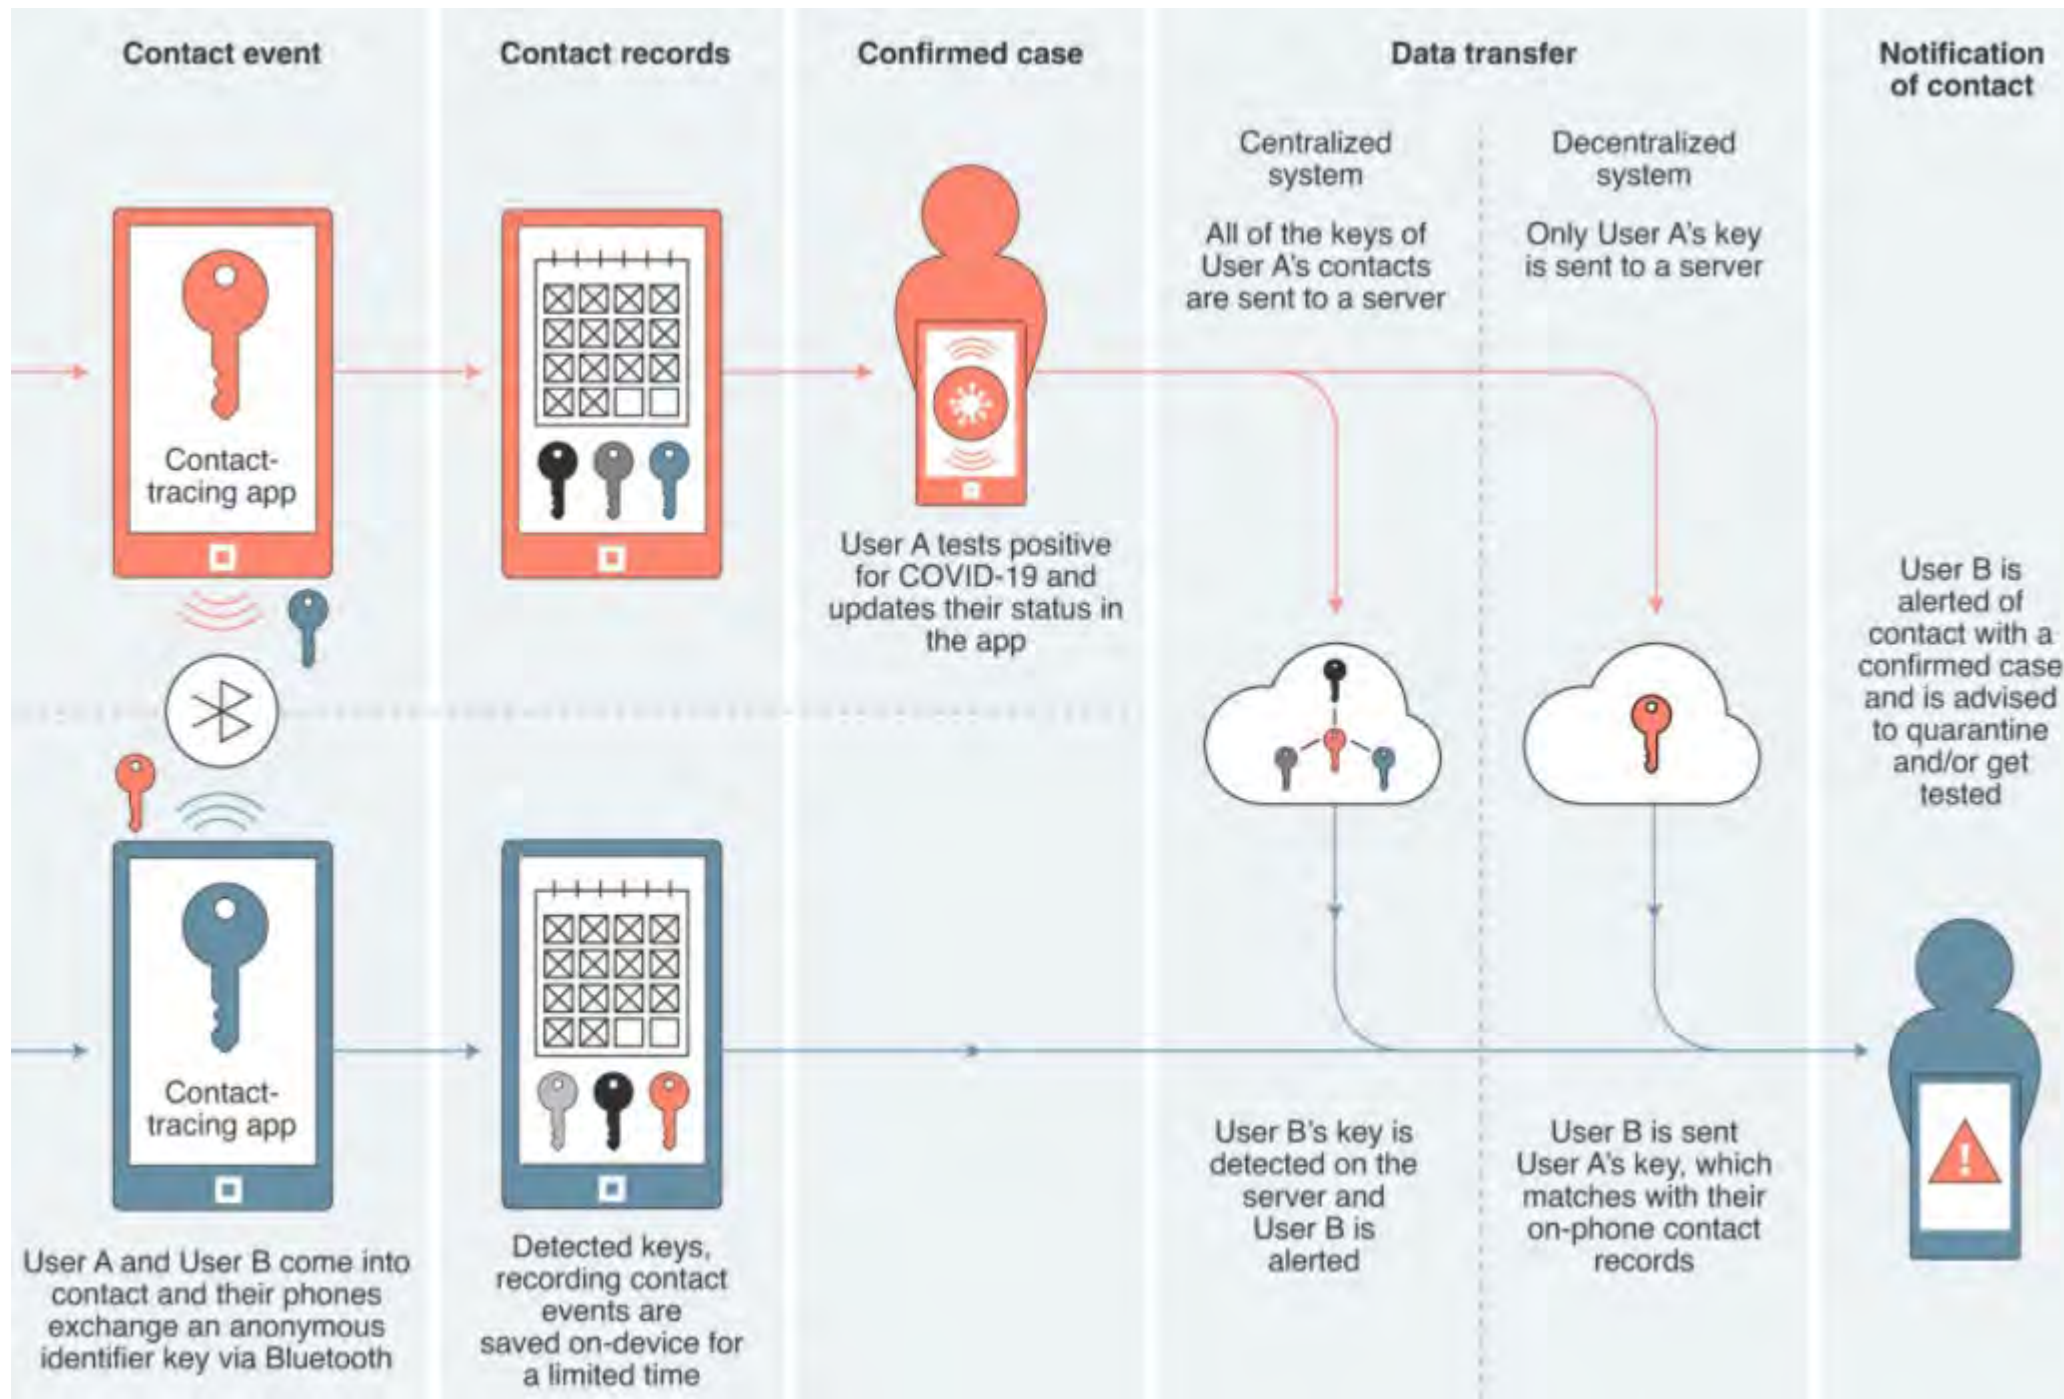 Contact event
Contact records
Confirmed case
Data transfer
Notification
of contact
Centralized
system
All of the keys of
User A's contacts
are sent to a server
Decentralized
system
Only User A's key
is sent to a server
Contact-
tracing app
User A tests positive
for COVID-19 and
updates their status in
the app
User B is
alerted of
contact with a
confirmed case
and is advised
to quarantine
and/or get
tested
Contact-
tracing app
User A and User B come into
contact and their phones
exchange an anonymous
identifier key via Bluetooth
Detected keys,
recording contact
events are
saved on-device for
a limited time
User B's key is
detected on the
server and
User B is
alerted
User B is sent
User A's key, which
matches with their
on-phone contact
records
!